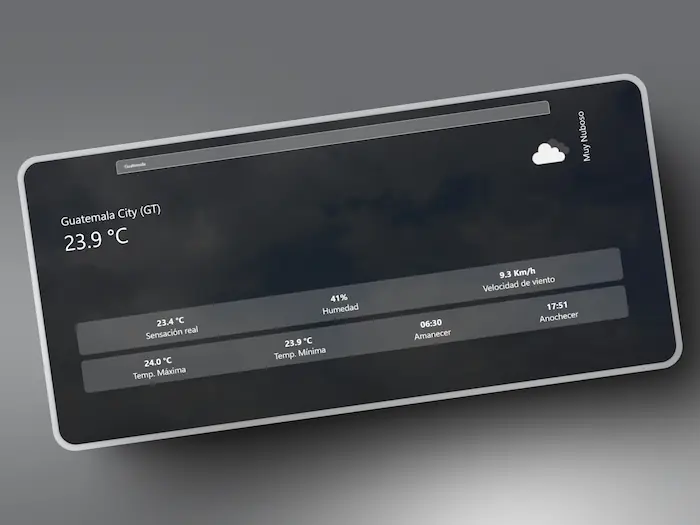 Guatemala
Muy Nuboso
Guatemala City (GT)
23.9 °C
23.4 °C
Sensación real
41%
Humedad
9.3 Km/h
Velocidad de viento
24.0 °C
Temp. Máxima
23.9 °C
Temp. Mínima
06:30
Amanecer
17:51
Anochecer